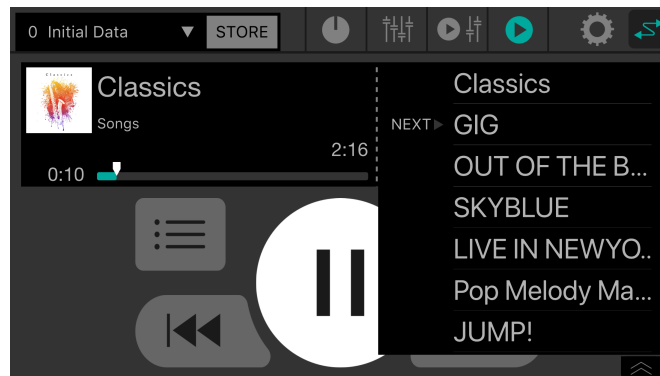 0 Initial Data ▼ STORE
Classics
Classics
Songs
2:16
0:10
Classics
NEXT▶ GIG
OUT OF THE B...
SKYBLUE
LIVE IN NEWYO..
Pop Melody Ma...
JUMP!